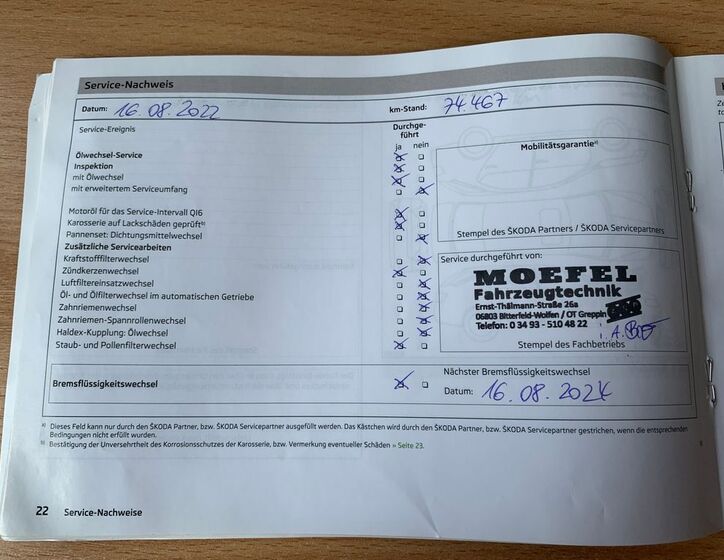 Service-Nachweis
Datum: 16.08.2022
km-Stand: 74.467
Service-Ereignis
Durchge-
führt
ja nein
Mobilitätsgarantie a)
Ölwechsel-Service
Inspektion
mit Ölwechsel
mit erweitertem Serviceumfang
Motoröl für das Service-Intervall QI6
Karosserie auf Lackschäden geprüft b)
Pannenset: Dichtungsmittelwechsel
Stempel des ŠKODA Partners / ŠKODA Servicepartners
Zusätzliche Servicearbeiten
Kraftstofffilterwechsel
Zündkerzenwechsel
Luftfiltereinsatzwechsel
Öl- und Ölfilterwechsel im automatischen Getriebe
Zahnriemenwechsel
Zahnriemen-Spannrollenwechsel
Haldex-Kupplung: Ölwechsel
Staub- und Pollenfilterwechsel
Service durchgeführt von:
MOEFEL
Fahrzeugtechnik
Ernst-Thälmann-Straße 26a
06803 Bitterfeld-Wolfen / OT Greppin
Telefon: 0 34 93 - 510 48 22
i. A.
Stempel des Fachbetriebs
Bremsflüssigkeitswechsel
Nächster Bremsflüssigkeitswechsel
Datum: 16.08.2024
a) Dieses Feld kann nur durch den ŠKODA Partner, bzw. ŠKODA Servicepartner ausgefüllt werden. Das Kästchen wird durch den ŠKODA Partner, bzw. ŠKODA Servicepartner gestrichen, wenn die entsprechenden
Bedingungen nicht erfüllt wurden.
b) Bestätigung der Unversehrtheit des Korrosionsschutzes der Karosserie, bzw. Vermerkung eventueller Schäden » Seite 23.
22 Service-Nachweise